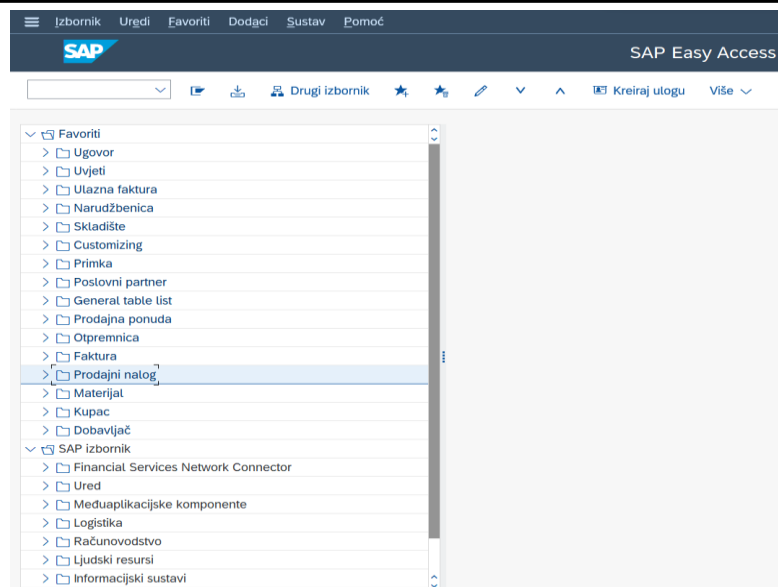 Izbornik Uredi Favoriti Dodaci Sustav Pomoć
SAP SAP Easy Access
Drugi izbornik Kreiraj ulogu Više
Favoriti
Ugovor
Uvjeti
Ulazna faktura
Narudžbenica
Skladište
Customizing
Primka
Poslovni partner
General table list
Prodajna ponuda
Otpremnica
Faktura
Prodajni nalog
Materijal
Kupac
Dobavljač
SAP izbornik
Financial Services Network Connector
Ured
Međuaplikacijske komponente
Logistika
Računovodstvo
Ljudski resursi
Informacijski sustavi